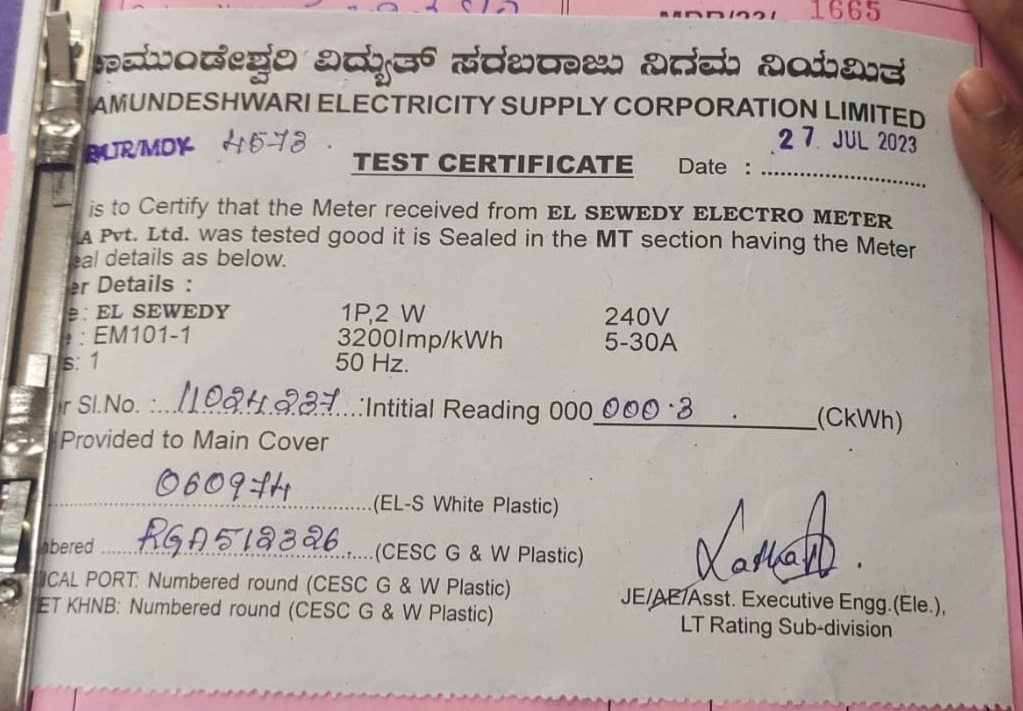 1665
ಾಮುಂಡೇಶ್ವರಿ ವಿದ್ಯುತ್ ಸರಬರಾಜು ನಿಗಮ ನಿಯಮಿತ
AMUNDESHWARI ELECTRICITY SUPPLY CORPORATION LIMITED
TR/MDY 4573 . 27 JUL 2023
TEST CERTIFICATE Date : ............................
is to Certify that the Meter received from EL SEWEDY ELECTRO METER
A Pvt. Ltd. was tested good it is Sealed in the MT section having the Meter
eal details as below.
er Details :
e: EL SEWEDY 1P,2 W 240V
: EM101-1 3200Imp/kWh 5-30A
s: 1 50 Hz.
r Sl.No. :..11024237....:Intitial Reading 000 000.3 . (CkWh)
Provided to Main Cover
060974 (EL-S White Plastic)
bered RGA512326 (CESC G & W Plastic)
ICAL PORT: Numbered round (CESC G & W Plastic)
ET KHNB: Numbered round (CESC G & W Plastic)
JE/AE/Asst. Executive Engg.(Ele.),
LT Rating Sub-division